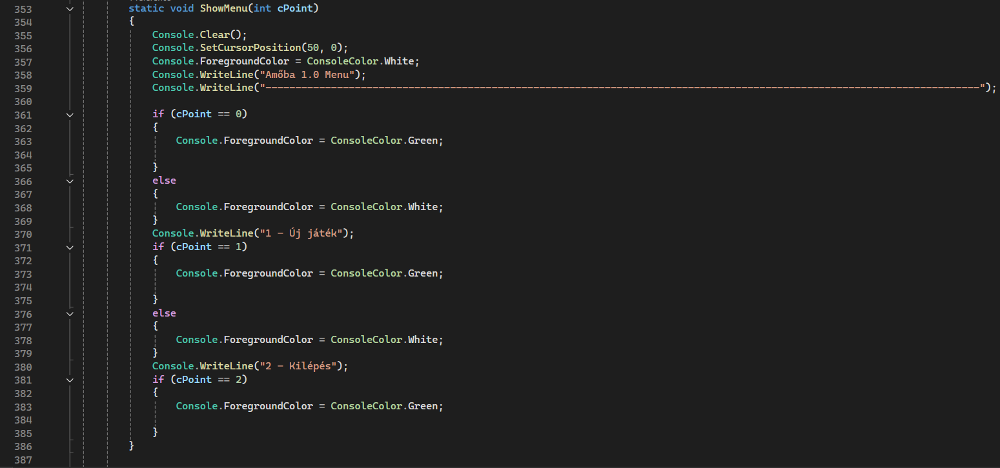 353 static void ShowMenu(int cPoint)
354 {
355 Console.Clear();
356 Console.SetCursorPosition(50, 0);
357 Console.ForegroundColor = ConsoleColor.White;
358 Console.WriteLine("Amőba 1.0 Menu");
359 Console.WriteLine("------------------------------------------------------------------------------------------------------------------------");
360
361 if (cPoint == 0)
362 {
363 Console.ForegroundColor = ConsoleColor.Green;
364
365 }
366 else
367 {
368 Console.ForegroundColor = ConsoleColor.White;
369 }
370 Console.WriteLine("1 - Új játék");
371 if (cPoint == 1)
372 {
373 Console.ForegroundColor = ConsoleColor.Green;
374
375 }
376 else
377 {
378 Console.ForegroundColor = ConsoleColor.White;
379 }
380 Console.WriteLine("2 - Kilépés");
381 if (cPoint == 2)
382 {
383 Console.ForegroundColor = ConsoleColor.Green;
384
385 }
386 }
387